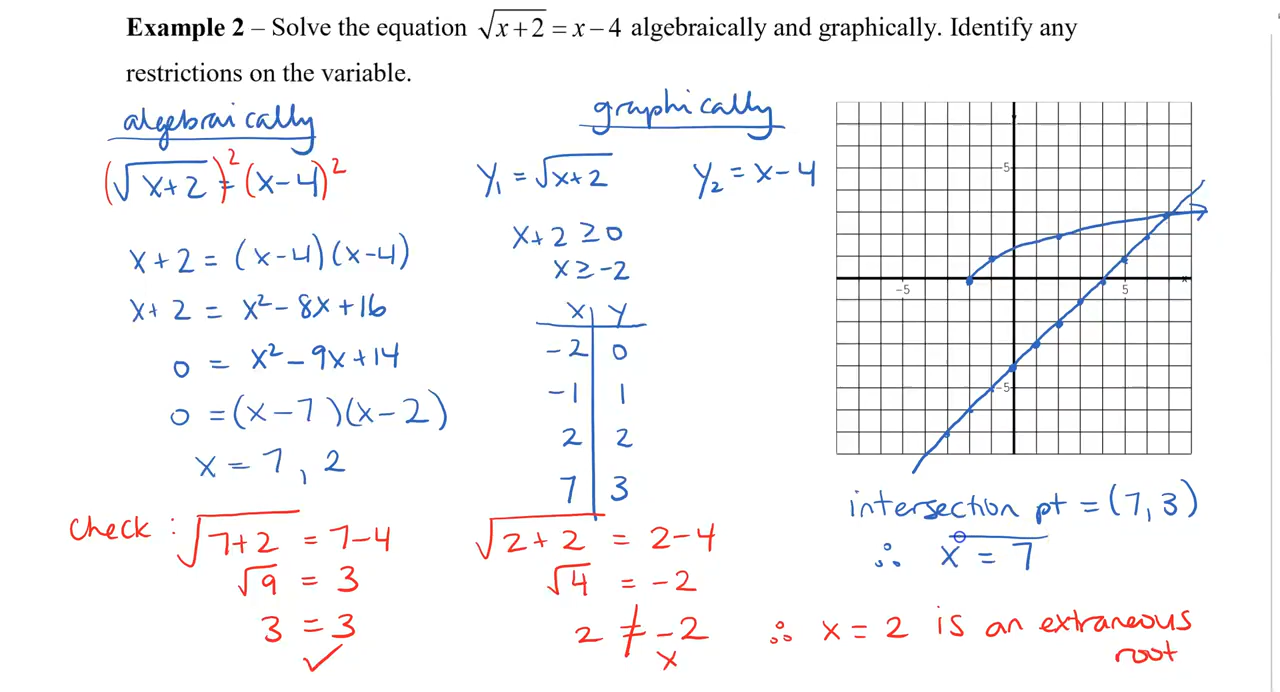 Example 2 – Solve the equation √(x+2) = x−4 algebraically and graphically. Identify any
restrictions on the variable.
algebraically
(√(x+2))² = (x−4)²
x+2 = (x−4)(x−4)
x+2 = x²−8x+16
0 = x²−9x+14
0 = (x−7)(x−2)
x = 7, 2
graphically
y₁ = √(x+2)
y₂ = x−4
x+2 ≥ 0
x ≥ −2
x y
−2 0
−1 1
2 2
7 3
5
-5 5
-5
x
intersection pt = (7, 3)
∴ x = 7
Check: √(7+2) = 7−4
√9 = 3
3 = 3
✓
√(2+2) = 2−4
√4 = −2
2 ≠ −2
x
∴ x = 2 is an extraneous
root